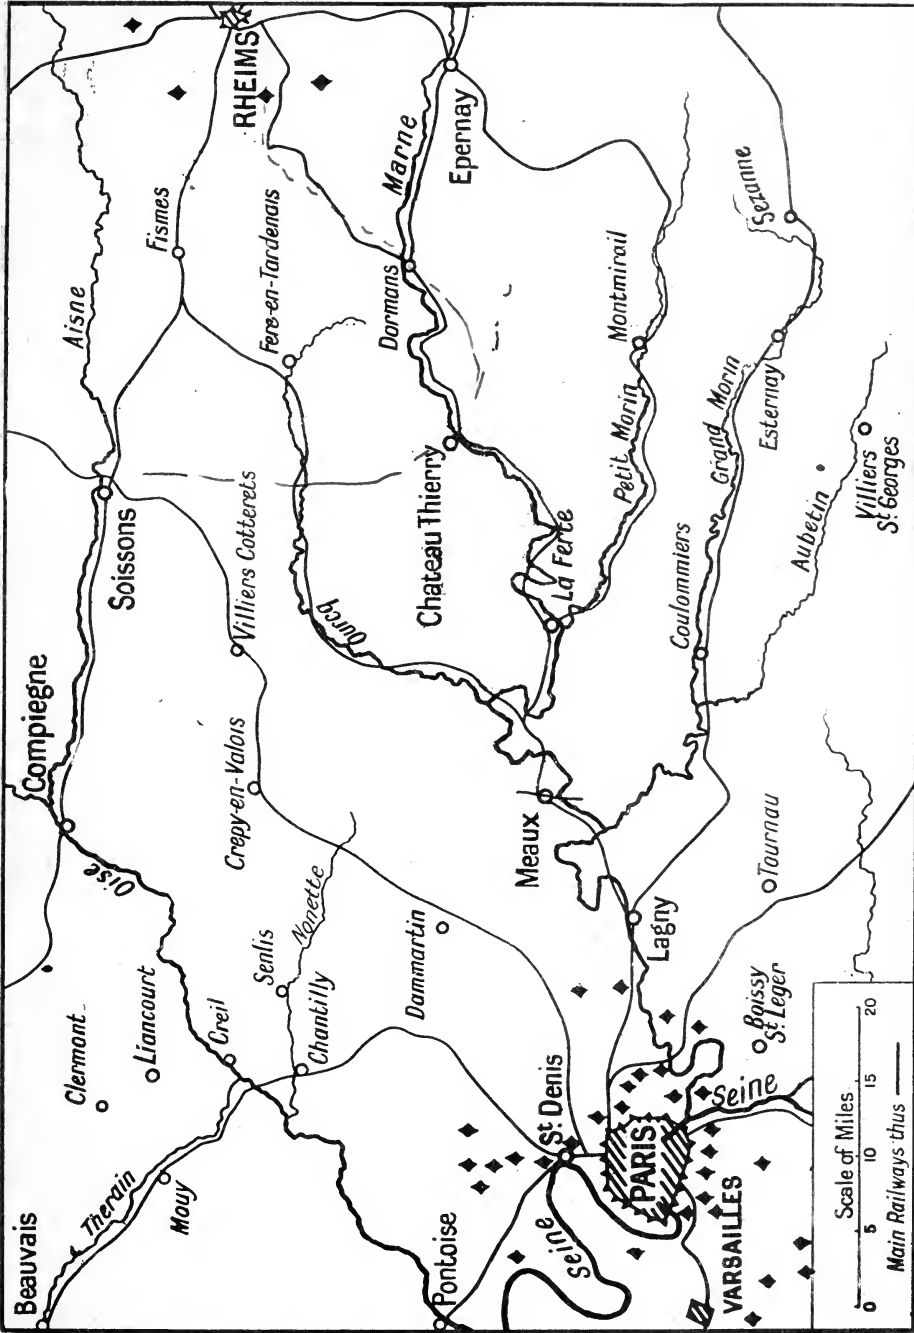 Beauvais
Therain
Mouy
Clermont
Liancourt
Creil
Oise
Compiegne
Senlis
Nonette
Chantilly
Crepy-en-Valois
Villiers Cotterets
Soissons
Aisne
Fismes
RHEIMS
Fere-en-Tardenais
Pontoise
Dammartin
Ourcq
Chateau Thierry
Dormans
Marne
Epernay
Seine
St Denis
Meaux
La Ferte
Petit Morin
Montmirail
PARIS
Lagny
Coulommiers
Grand Morin
Esternay
Sezanne
VARSAILLES
Seine
Boissy
St Leger
Tournau
Aubetin
Villiers
St Georges
Scale of Miles
0 5 10 15 20
Main Railways thus